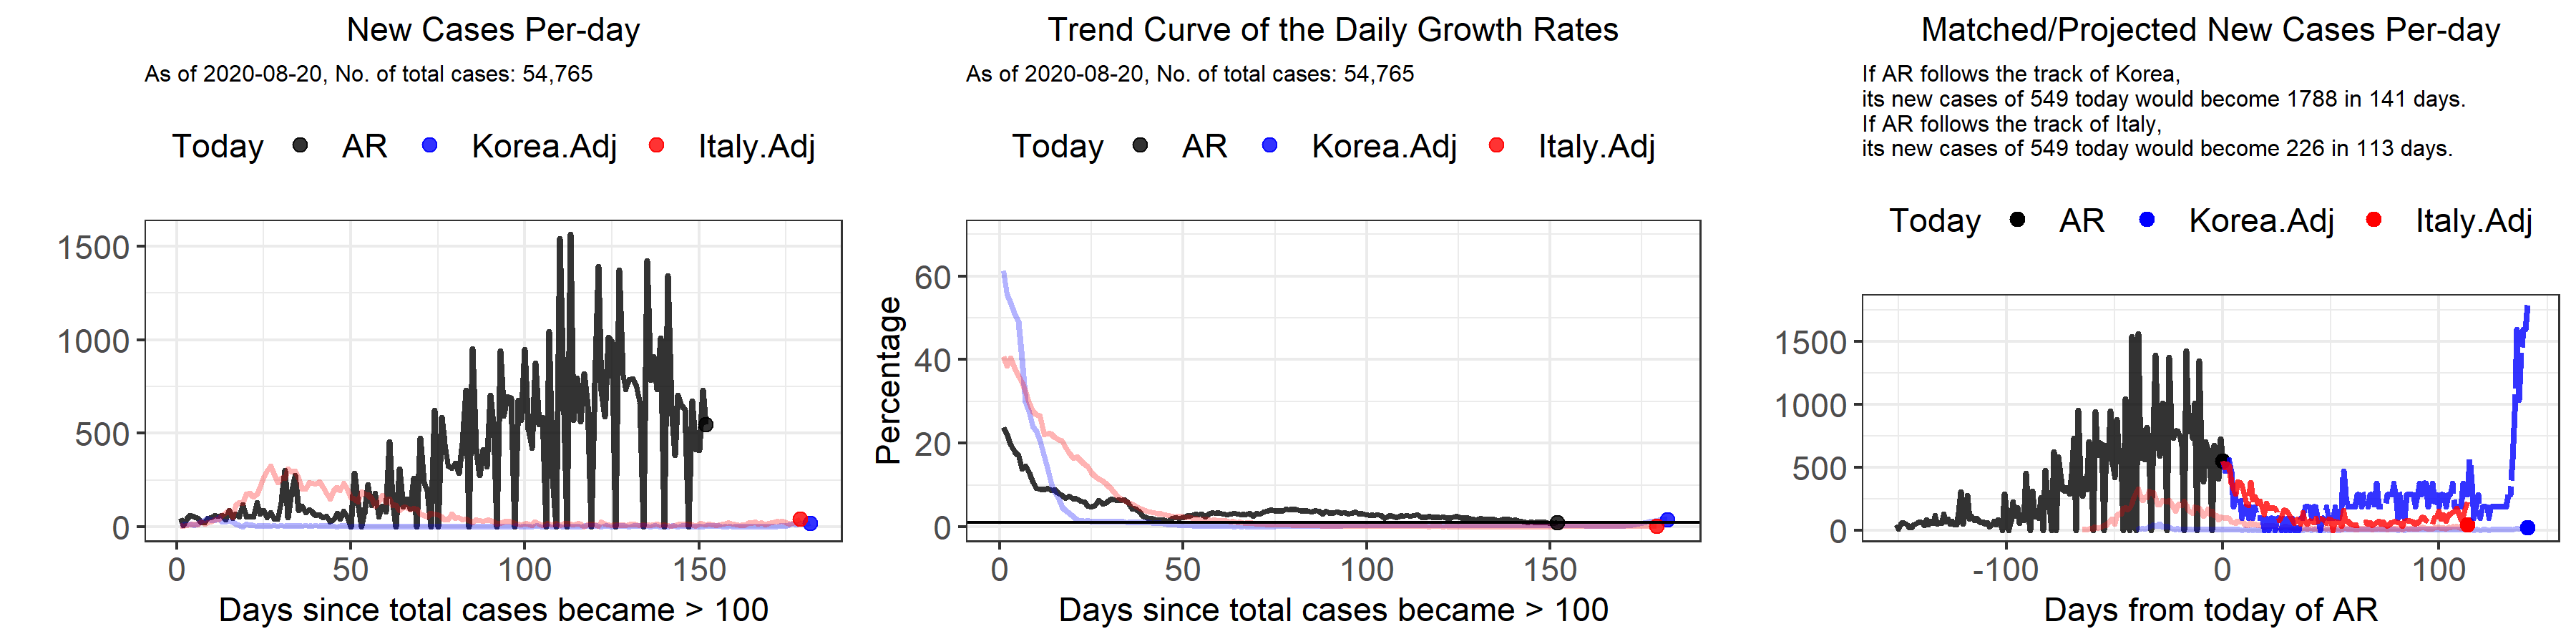 New Cases Per-day
As of 2020-08-20, No. of total cases: 54,765
Today AR Korea.Adj Italy.Adj
1500
1000
500
0
0 50 100 150
Days since total cases became > 100
Trend Curve of the Daily Growth Rates
As of 2020-08-20, No. of total cases: 54,765
Today AR Korea.Adj Italy.Adj
Percentage
60
40
20
0
0 50 100 150
Days since total cases became > 100
Matched/Projected New Cases Per-day
If AR follows the track of Korea,
its new cases of 549 today would become 1788 in 141 days.
If AR follows the track of Italy,
its new cases of 549 today would become 226 in 113 days.
Today AR Korea.Adj Italy.Adj
1500
1000
500
0
-100 0 100
Days from today of AR